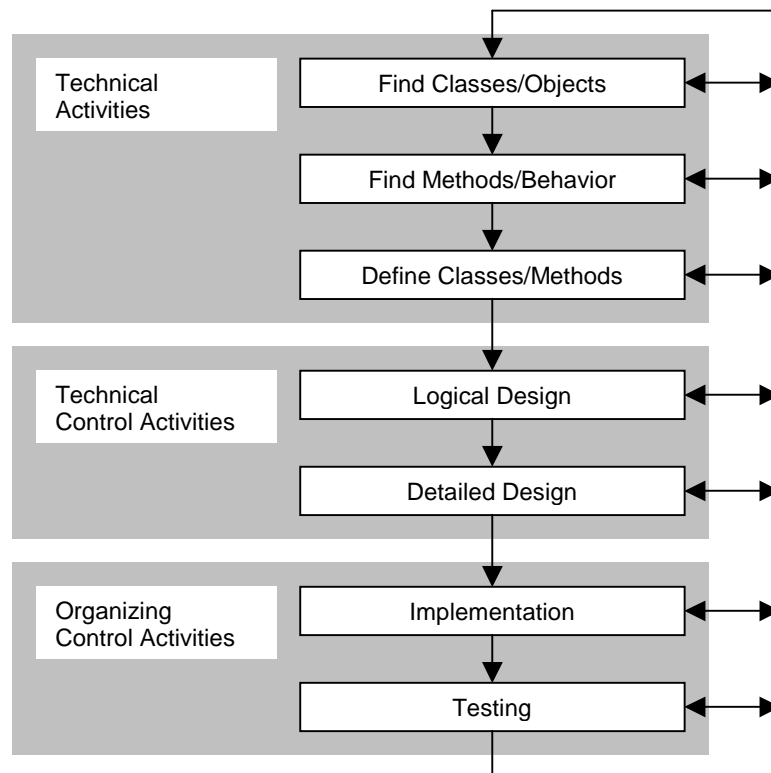 Technical
Activities
Find Classes/Objects
Find Methods/Behavior
Define Classes/Methods
Technical
Control Activities
Logical Design
Detailed Design
Organizing
Control Activities
Implementation
Testing